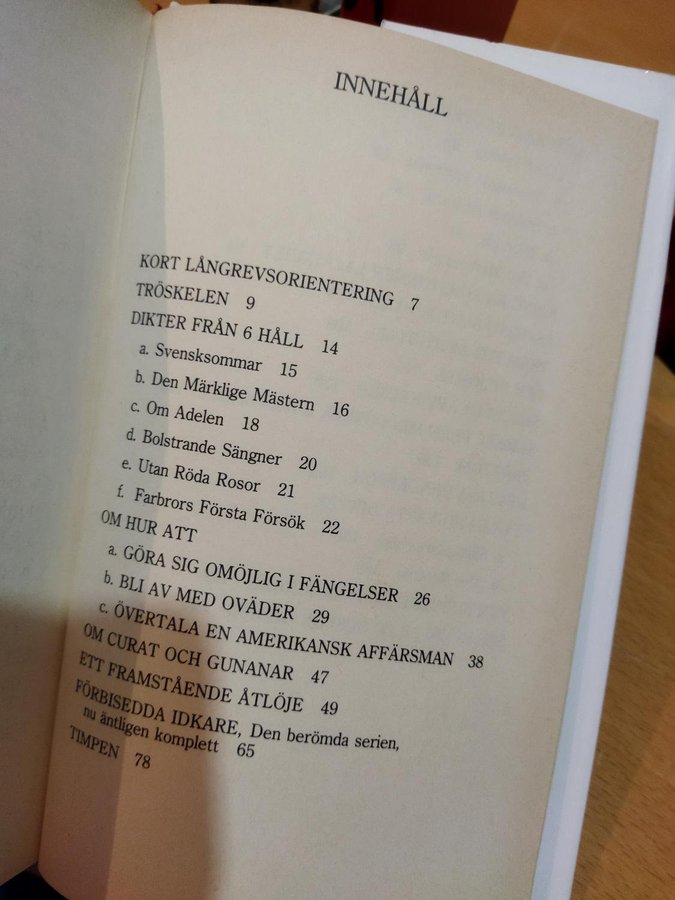 INNEHÅLL
KORT LÅNGREVSORIENTERING 7
TRÖSKELEN 9
DIKTER FRÅN 6 HÅLL 14
a. Svensksommar 15
b. Den Märklige Mästern 16
c. Om Adelen 18
d. Bolstrande Sängner 20
e. Utan Röda Rosor 21
f. Farbrors Första Försök 22
OM HUR ATT
a. GÖRA SIG OMÖJLIG I FÄNGELSER 26
b. BLI AV MED OVÄDER 29
c. ÖVERTALA EN AMERIKANSK AFFÄRSMAN 38
OM CURAT OCH GUNANAR 47
ETT FRAMSTÅENDE ÅTLÖJE 49
FÖRBISEDDA IDKARE, Den berömda serien,
nu äntligen komplett 65
TIMPEN 78